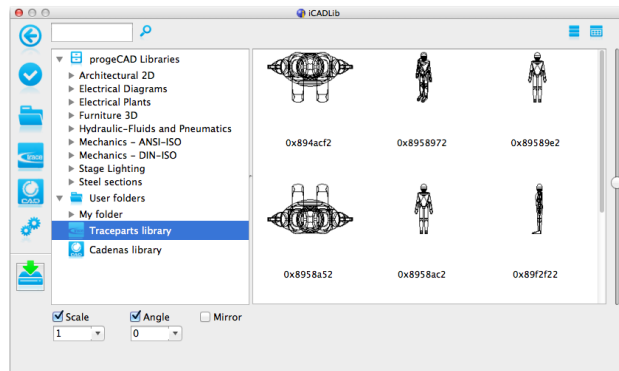 iCADLib
progeCAD Libraries
Architectural 2D
Electrical Diagrams
Electrical Plants
Furniture 3D
Hydraulic-Fluids and Pneumatics
Mechanics - ANSI-ISO
Mechanics - DIN-ISO
Stage Lighting
Steel sections
User folders
My folder
Traceparts library
Cadenas library
CAD
0x894acf2
0x8958972
0x89589e2
0x8958a52
0x8958ac2
0x89f2f22
Scale
Angle
Mirror
1
0